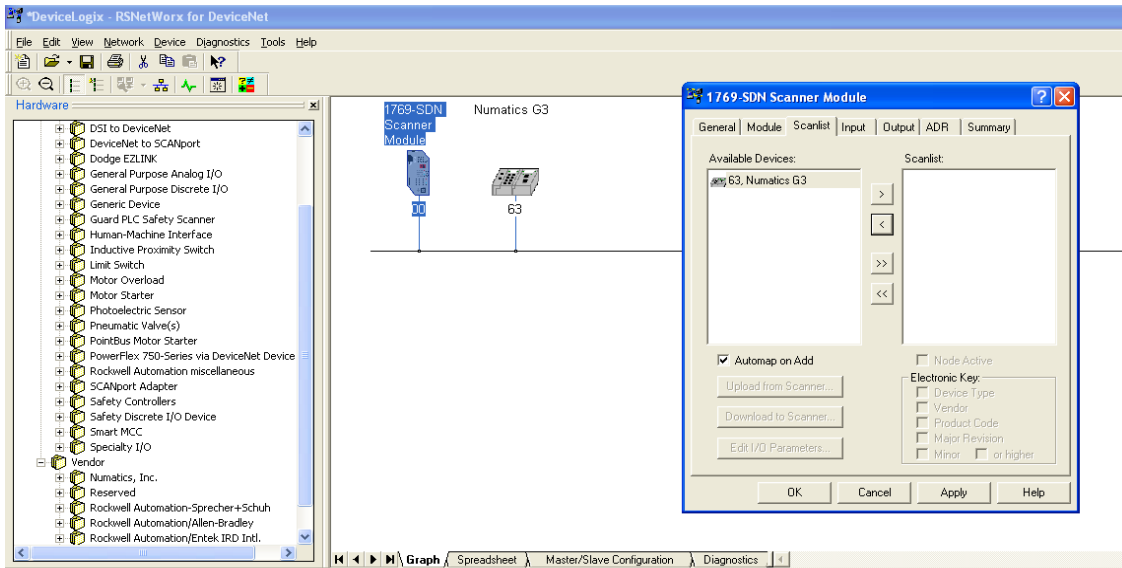 *DeviceLogix - RSNetWorx for DeviceNet
File Edit View Network Device Diagnostics Tools Help
Hardware
DSI to DeviceNet
DeviceNet to SCANport
Dodge EZLINK
General Purpose Analog I/O
General Purpose Discrete I/O
Generic Device
Guard PLC Safety Scanner
Human-Machine Interface
Inductive Proximity Switch
Limit Switch
Motor Overload
Motor Starter
Photoelectric Sensor
Pneumatic Valve(s)
PointBus Motor Starter
PowerFlex 750-Series via DeviceNet Device
Rockwell Automation miscellaneous
SCANport Adapter
Safety Controllers
Safety Discrete I/O Device
Smart MCC
Specialty I/O
Vendor
Numatics, Inc.
Reserved
Rockwell Automation-Sprecher+Schuh
Rockwell Automation/Allen-Bradley
Rockwell Automation/Entek IRD Intl.
1769-SDN
Scanner
Module
00
Numatics G3
63
Graph Spreadsheet Master/Slave Configuration Diagnostics
1769-SDN Scanner Module
General Module Scanlist Input Output ADR Summary
Available Devices:
63, Numatics G3
Scanlist:
>
<
>>
<<
Automap on Add
Upload from Scanner...
Download to Scanner...
Edit I/O Parameters...
Node Active
Electronic Key:
Device Type
Vendor
Product Code
Major Revision
Minor or higher
OK Cancel Apply Help